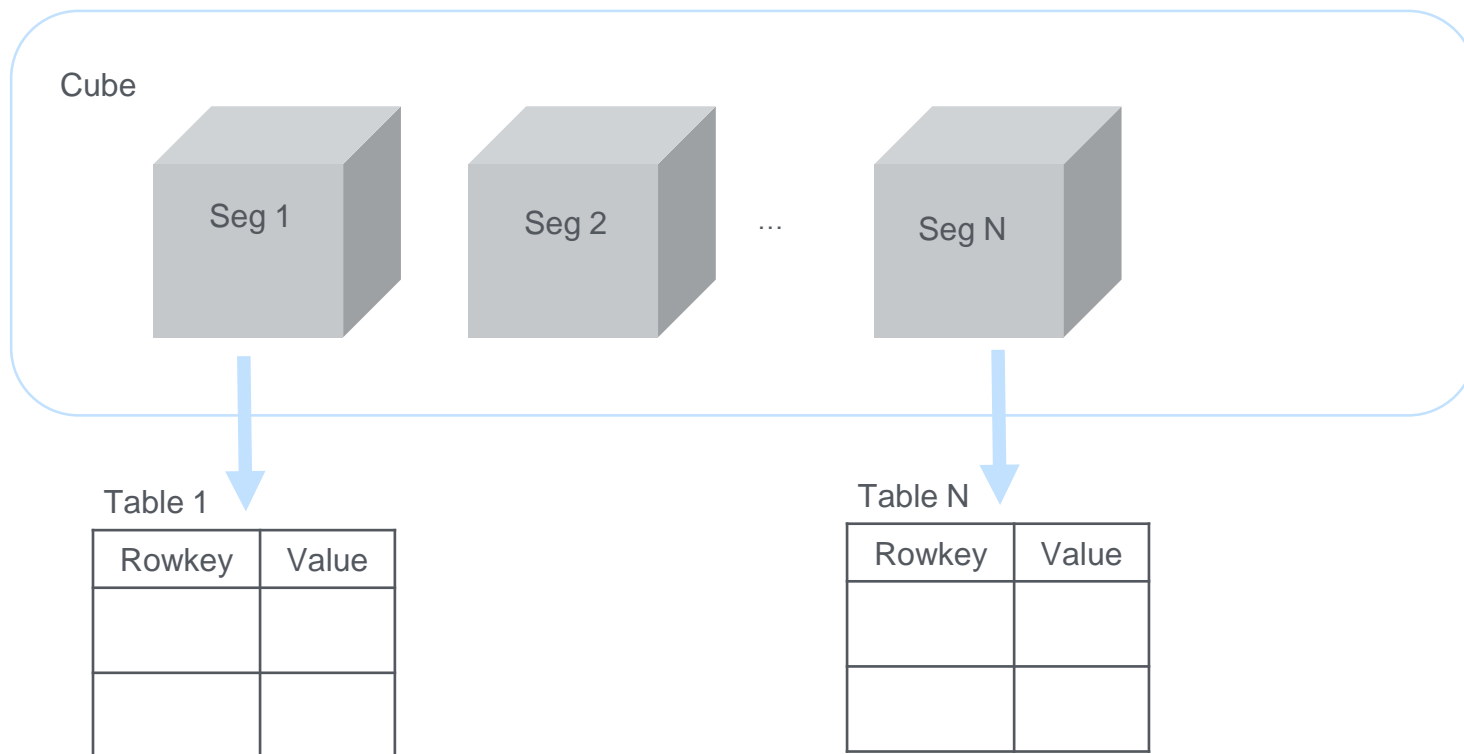 Cube
Seg 1
Seg 2
...
Seg N
Table 1
Rowkey Value
Table N
Rowkey Value